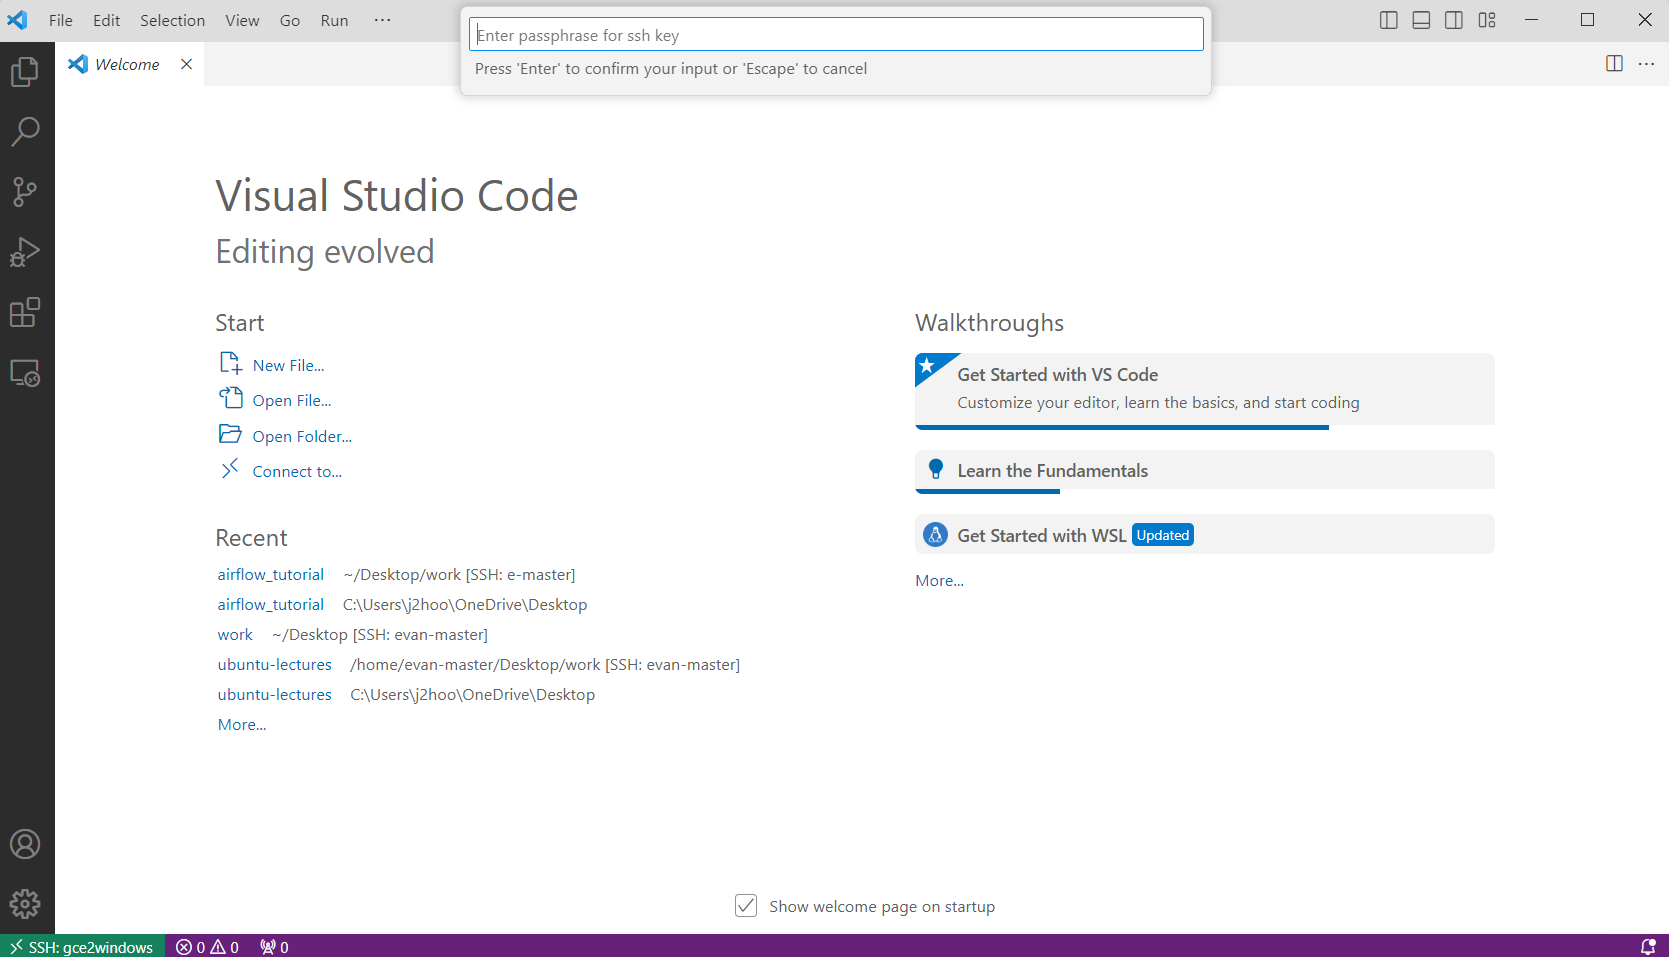 File Edit Selection View Go Run ...
Enter passphrase for ssh key
Press 'Enter' to confirm your input or 'Escape' to cancel
Welcome
Visual Studio Code
Editing evolved
Start
New File...
Open File...
Open Folder...
Connect to...
Recent
airflow_tutorial ~/Desktop/work [SSH: e-master]
airflow_tutorial C:\Users\j2hoo\OneDrive\Desktop
work ~/Desktop [SSH: evan-master]
ubuntu-lectures /home/evan-master/Desktop/work [SSH: evan-master]
ubuntu-lectures C:\Users\j2hoo\OneDrive\Desktop
More...
Walkthroughs
Get Started with VS Code
Customize your editor, learn the basics, and start coding
Learn the Fundamentals
Get Started with WSL Updated
More...
Show welcome page on startup
SSH: gce2windows 0 0 0